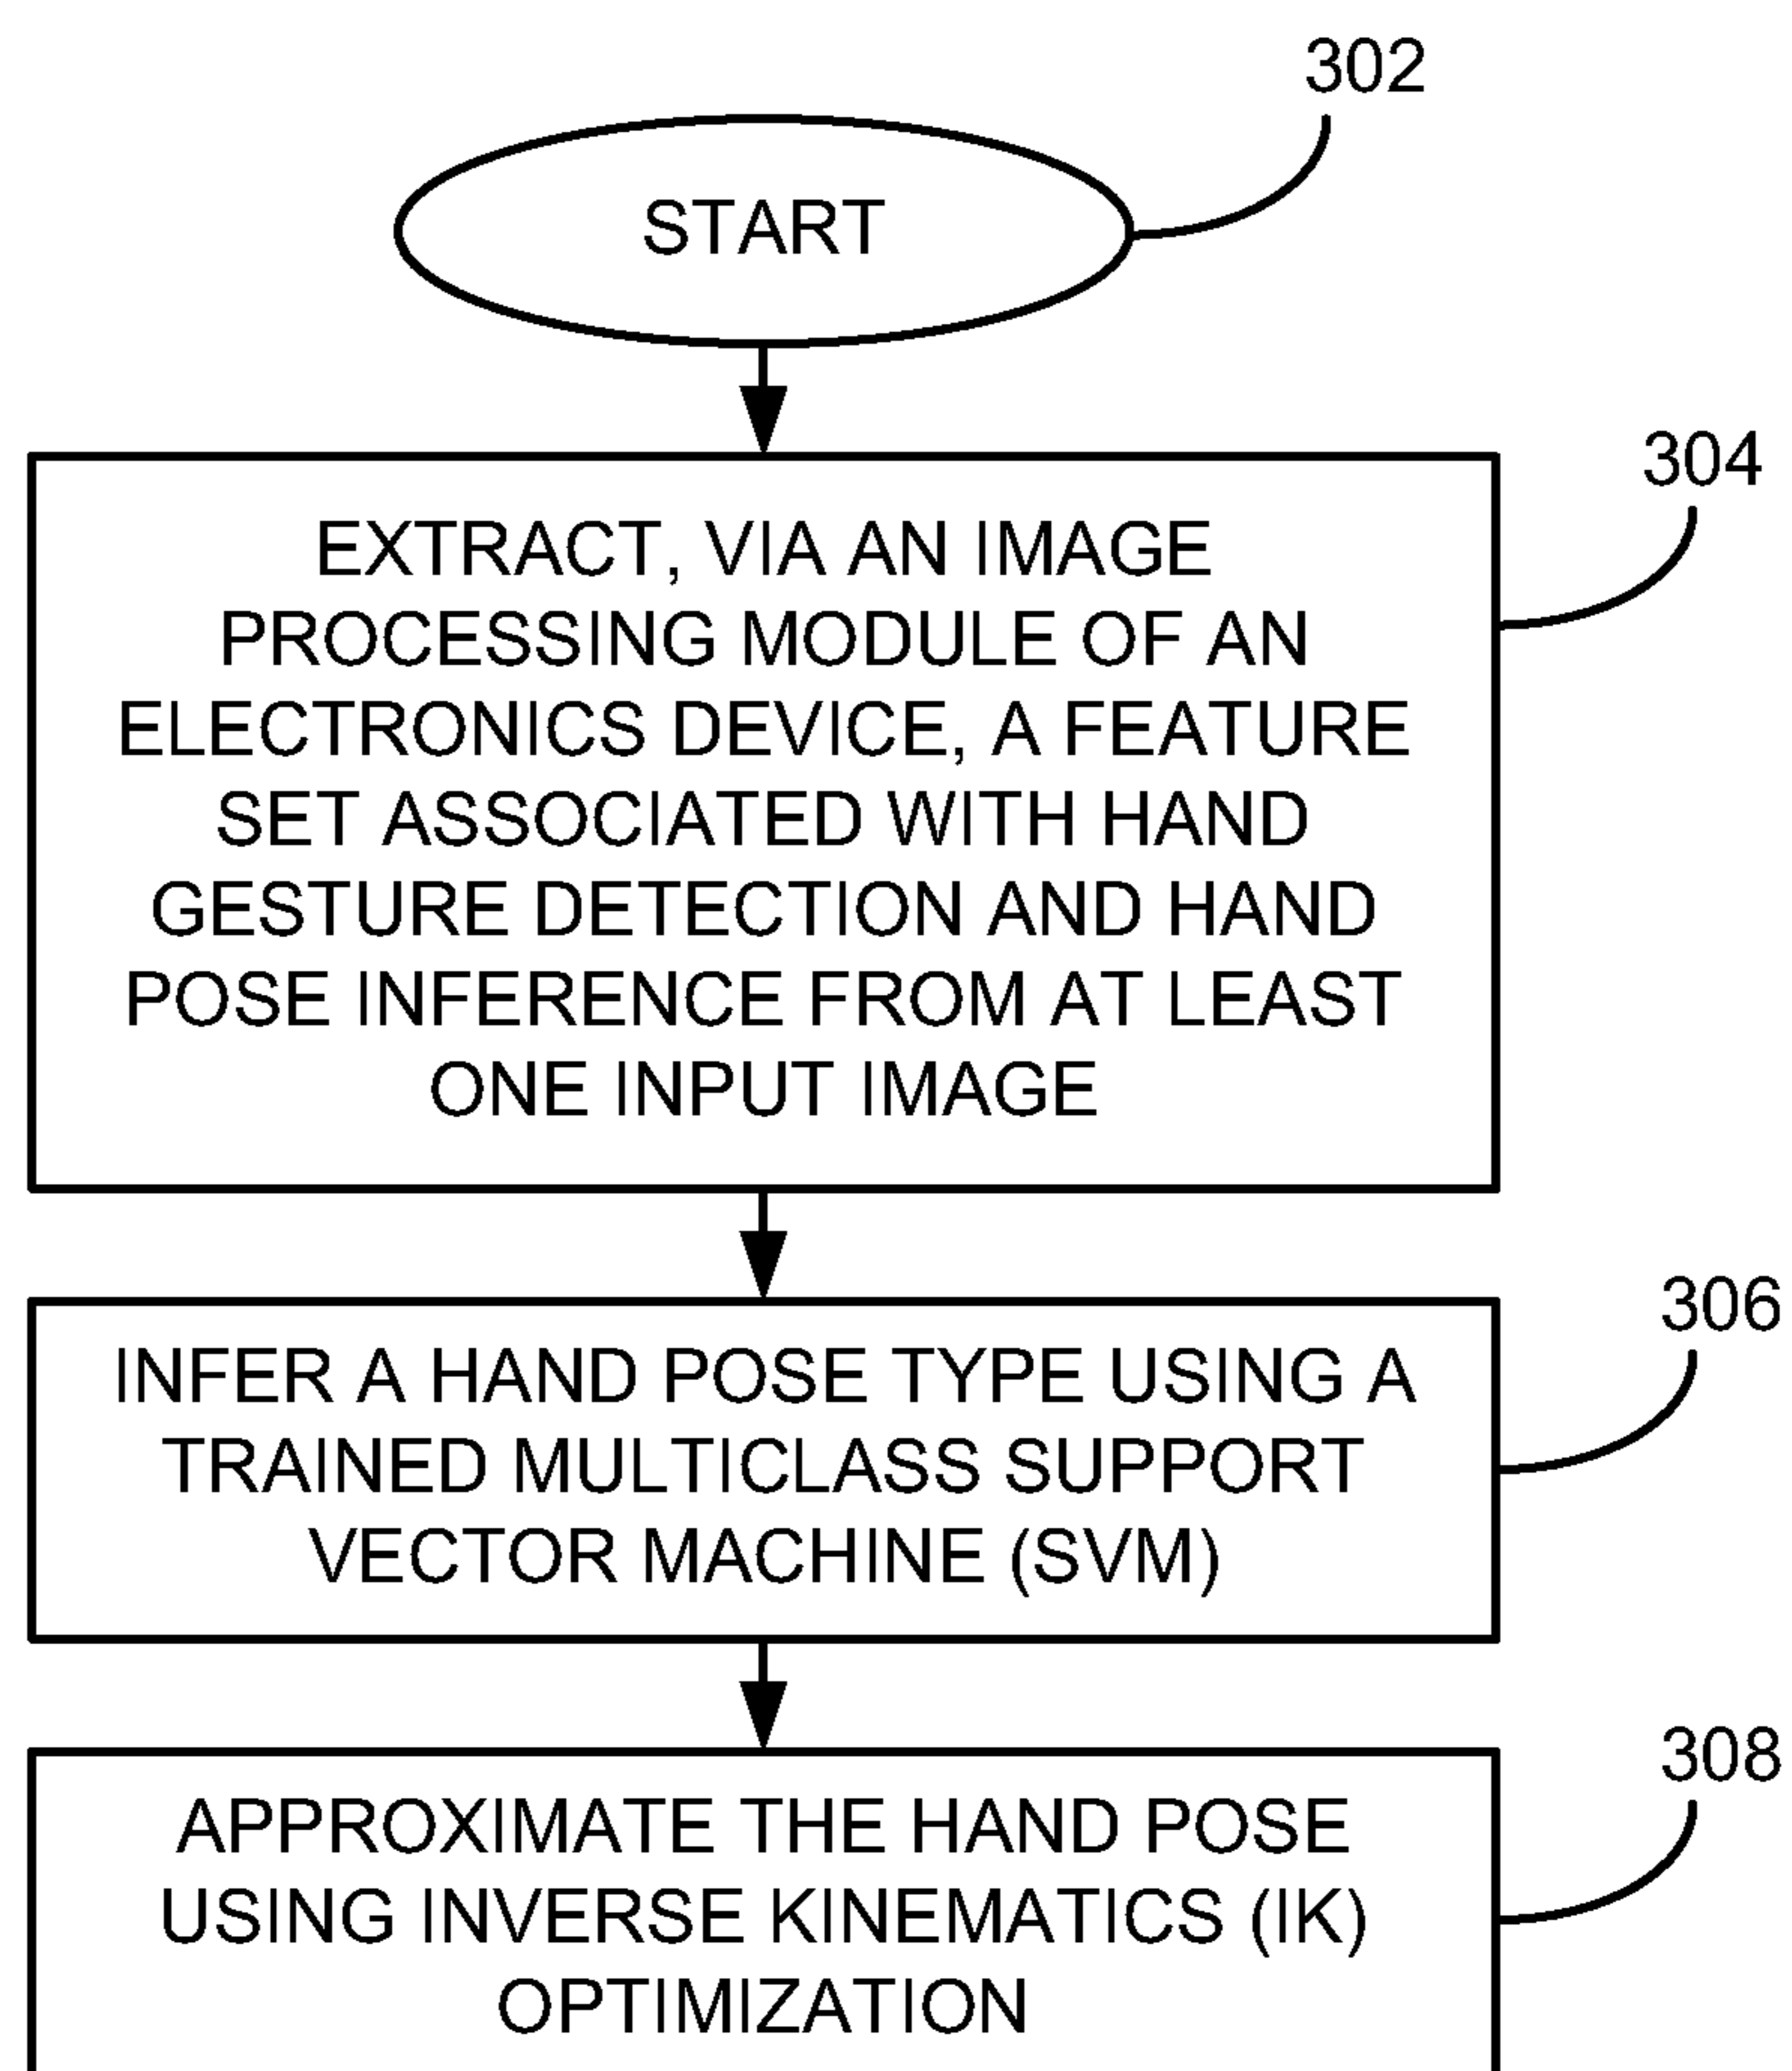 302
START
304
EXTRACT, VIA AN IMAGE
PROCESSING MODULE OF AN
ELECTRONICS DEVICE, A FEATURE
SET ASSOCIATED WITH HAND
GESTURE DETECTION AND HAND
POSE INFERENCE FROM AT LEAST
ONE INPUT IMAGE
306
INFER A HAND POSE TYPE USING A
TRAINED MULTICLASS SUPPORT
VECTOR MACHINE (SVM)
308
APPROXIMATE THE HAND POSE
USING INVERSE KINEMATICS (IK)
OPTIMIZATION